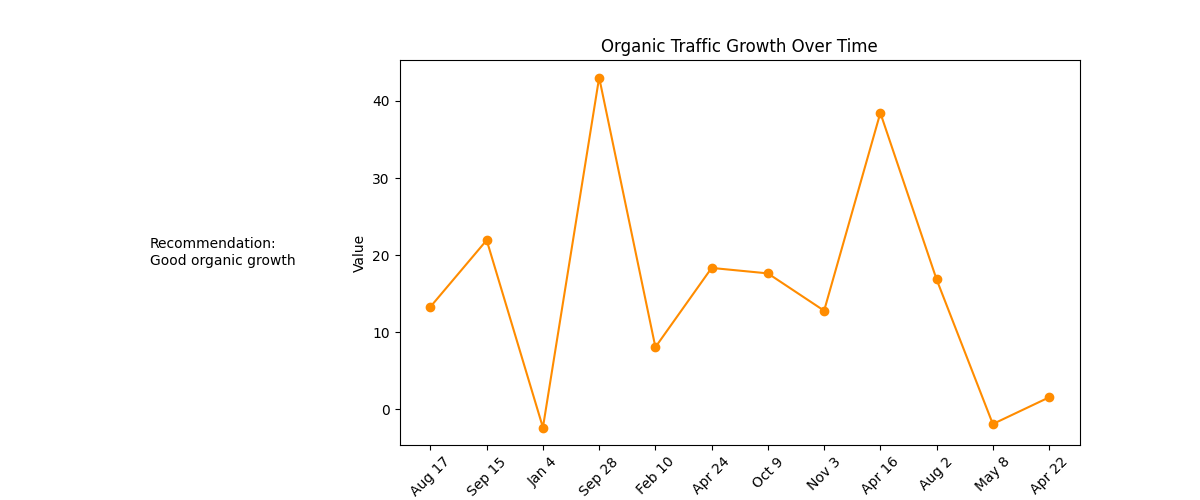 Organic Traffic Growth Over Time
Recommendation:
Good organic growth
Value
40
30
20
10
0
Aug 17
Sep 15
Jan 4
Sep 28
Feb 10
Apr 24
Oct 9
Nov 3
Apr 16
Aug 2
May 8
Apr 22